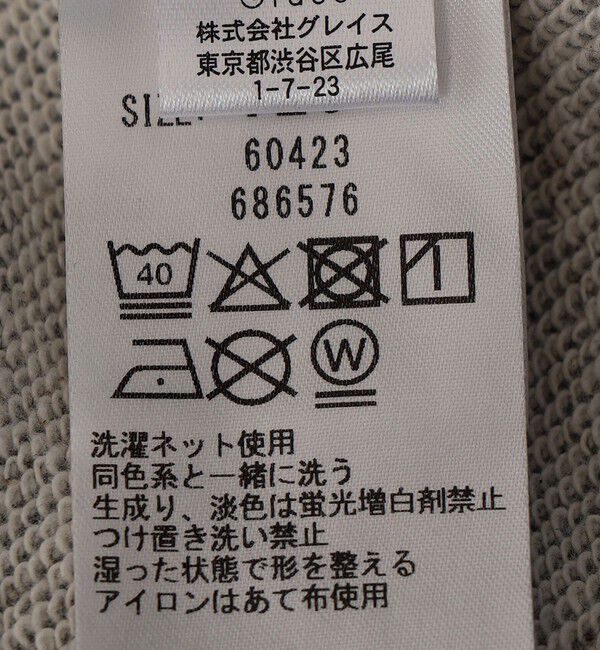 株式会社グレイス
東京都渋谷区広尾
1-7-23
SIZE:
60423
686576
40
W
洗濯ネット使用
同色系と一緒に洗う
生成り、淡色は蛍光増白剤禁止
つけ置き洗い禁止
湿った状態で形を整える
アイロンはあて布使用